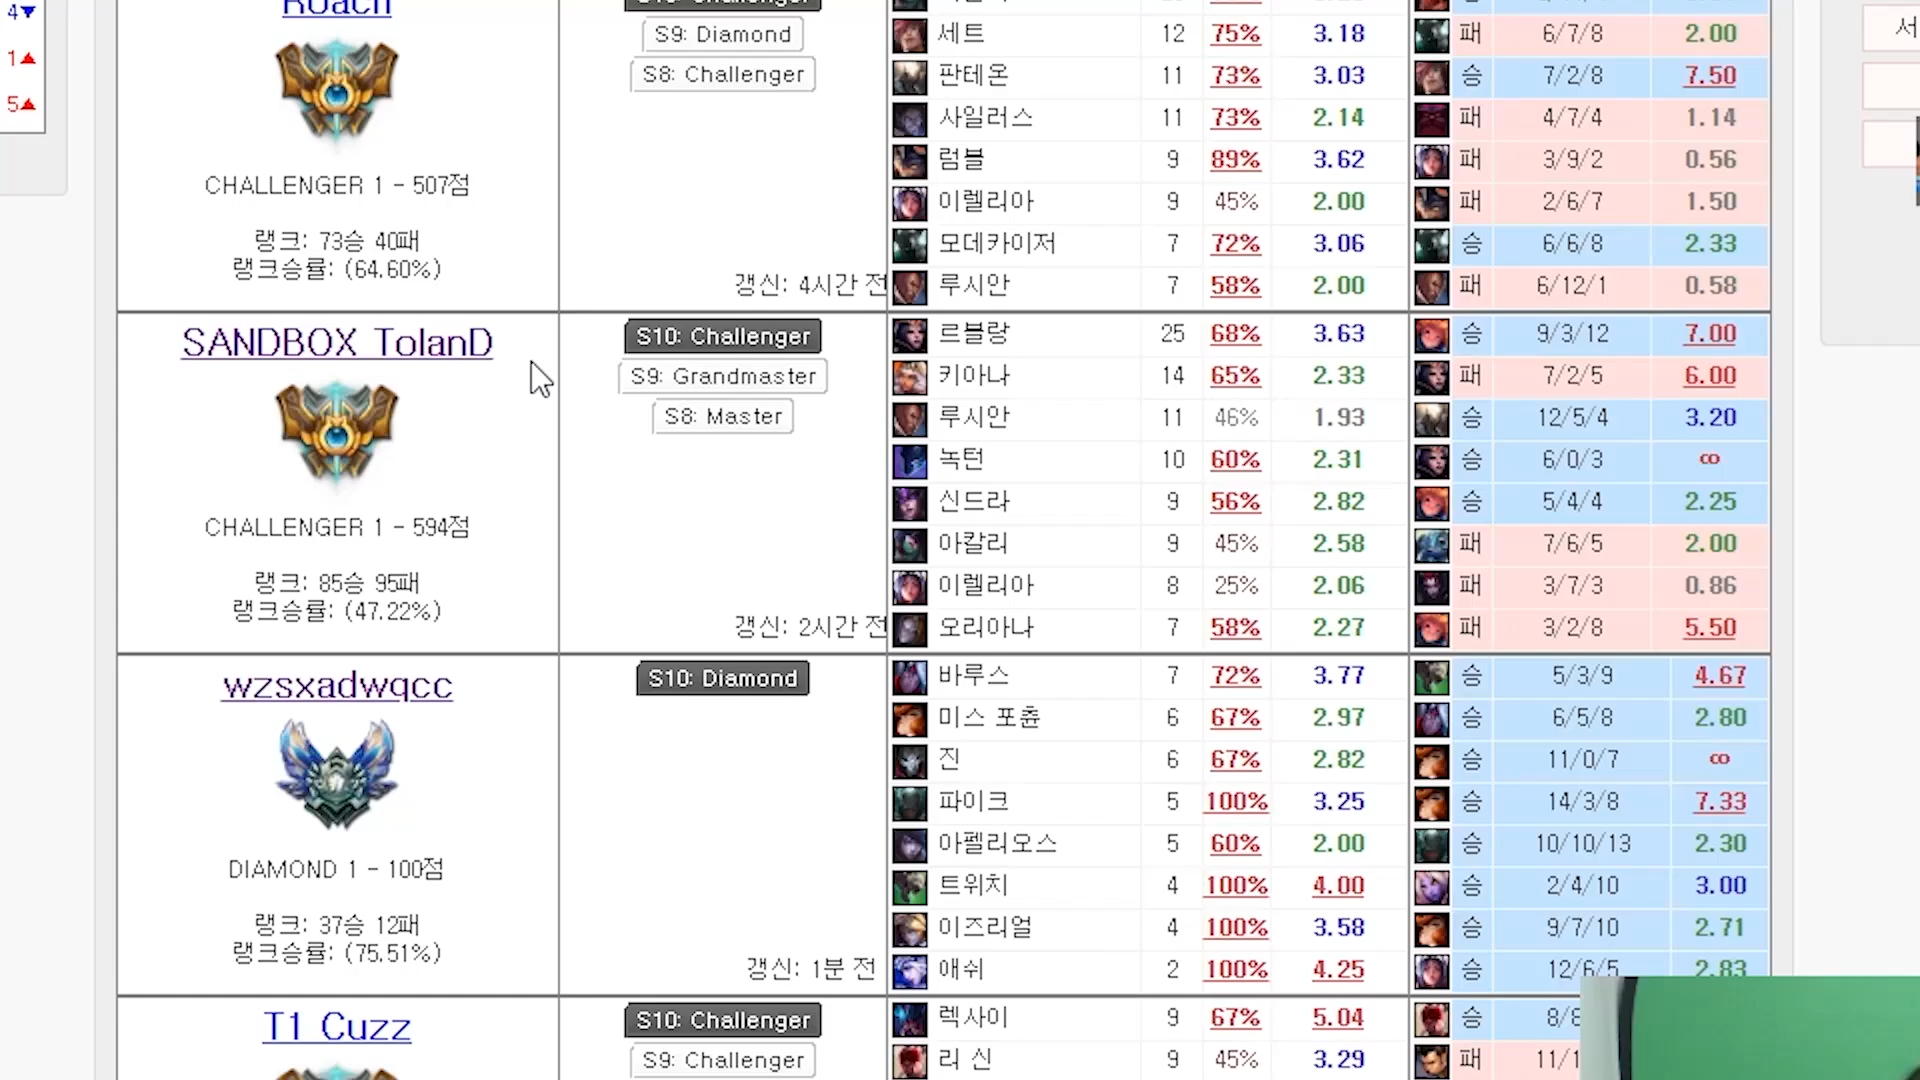 4▼
1▲
5▲
Roach
S8: Challenger
S9: Diamond
CHALLENGER 1 - 507점
랭크: 73승 40패
랭크승률: (64.60%)
갱신: 4시간 전
세트 12 75% 3.18 패 6/7/8 2.00
판테온 11 73% 3.03 승 7/2/8 7.50
사일러스 11 73% 2.14 패 4/7/4 1.14
럼블 9 89% 3.62 패 3/9/2 0.56
이렐리아 9 45% 2.00 패 2/6/7 1.50
모데카이저 7 72% 3.06 승 6/6/8 2.33
루시안 7 58% 2.00 패 6/12/1 0.58
SANDBOX TolanD
CHALLENGER 1 - 594점
랭크: 85승 95패
랭크승률: (47.22%)
S10: Challenger
S9: Grandmaster
S8: Master
갱신: 2시간 전
르블랑 25 68% 3.63 승 9/3/12 7.00
키아나 14 65% 2.33 패 7/2/5 6.00
루시안 11 46% 1.93 승 12/5/4 3.20
녹턴 10 60% 2.31 승 6/0/3 ∞
신드라 9 56% 2.82 승 5/4/4 2.25
아칼리 9 45% 2.58 패 7/6/5 2.00
이렐리아 8 25% 2.06 패 3/7/3 0.86
오리아나 7 58% 2.27 패 3/2/8 5.50
wzsxadwqcc
DIAMOND 1 - 100점
랭크: 37승 12패
랭크승률: (75.51%)
S10: Diamond
갱신: 1분 전
바루스 7 72% 3.77 승 5/3/9 4.67
미스 포츈 6 67% 2.97 승 6/5/8 2.80
진 6 67% 2.82 승 11/0/7 ∞
파이크 5 100% 3.25 승 14/3/8 7.33
아펠리오스 5 60% 2.00 승 10/10/13 2.30
트위치 4 100% 4.00 승 2/4/10 3.00
이즈리얼 4 100% 3.58 승 9/7/10 2.71
애쉬 2 100% 4.25 승 12/6/5 2.83
T1 Cuzz
S10: Challenger
S9: Challenger
렉사이 9 67% 5.04 승 8/8
리 신 9 45% 3.29 패 11/1
서